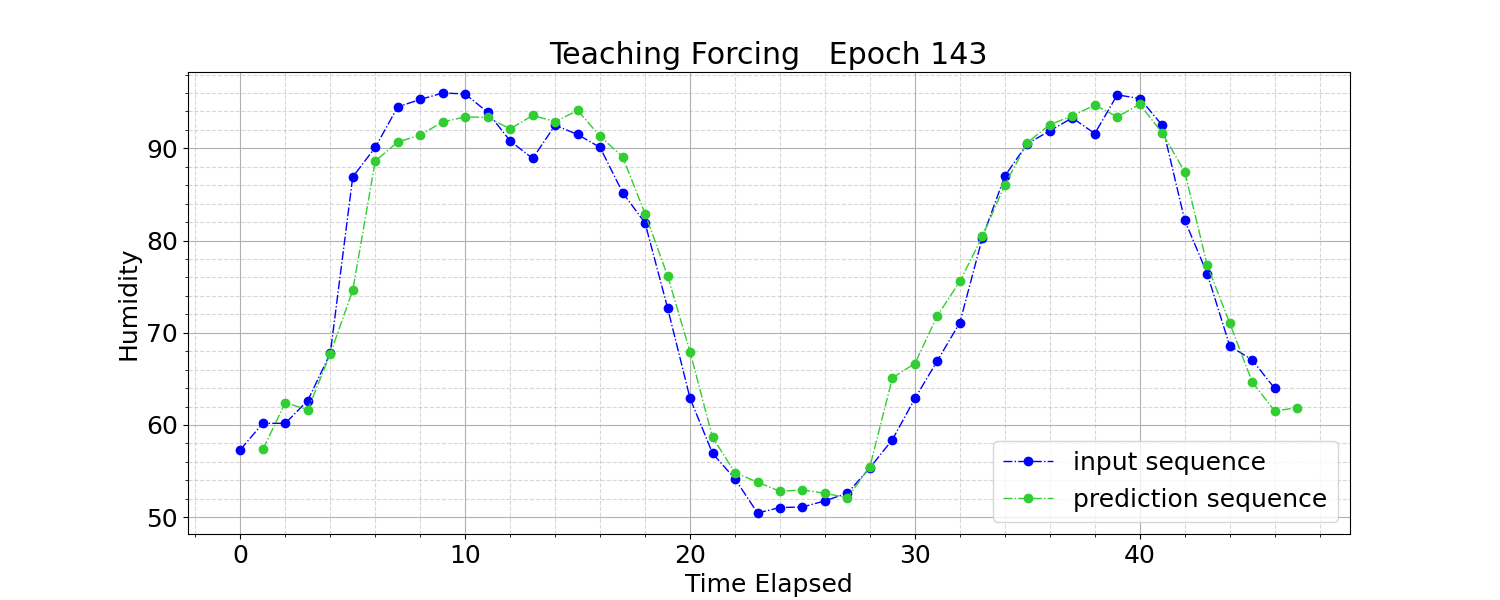 Teaching Forcing   Epoch 143
Humidity
90
80
70
60
50
0 10 20 30 40
Time Elapsed
input sequence
prediction sequence